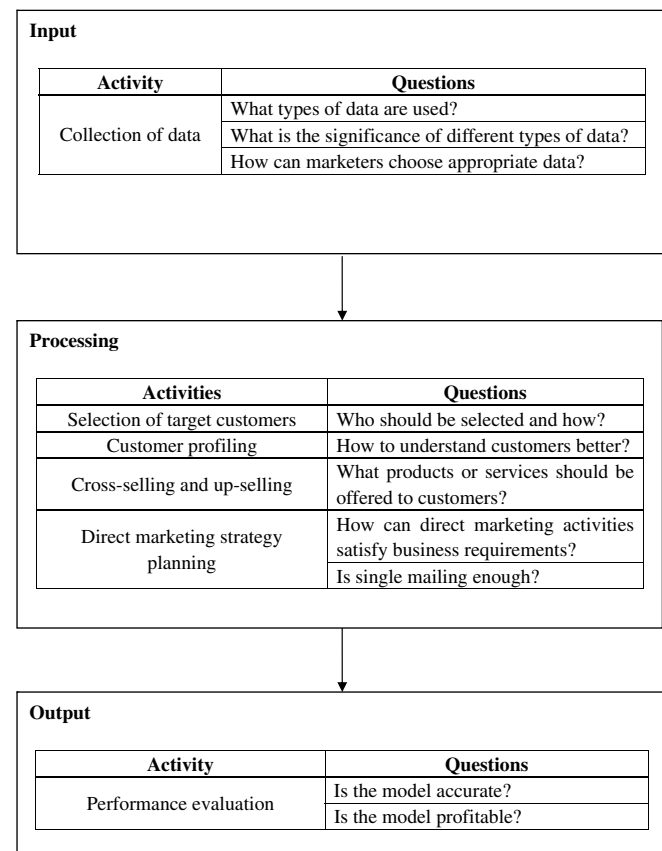 Input
Activity Questions
Collection of data
What types of data are used?
What is the significance of different types of data?
How can marketers choose appropriate data?
Processing
Activities Questions
Selection of target customers Who should be selected and how?
Customer profiling How to understand customers better?
Cross-selling and up-selling
What products or services should be
offered to customers?
Direct marketing strategy
planning
How can direct marketing activities
satisfy business requirements?
Is single mailing enough?
Output
Activity Questions
Performance evaluation
Is the model accurate?
Is the model profitable?